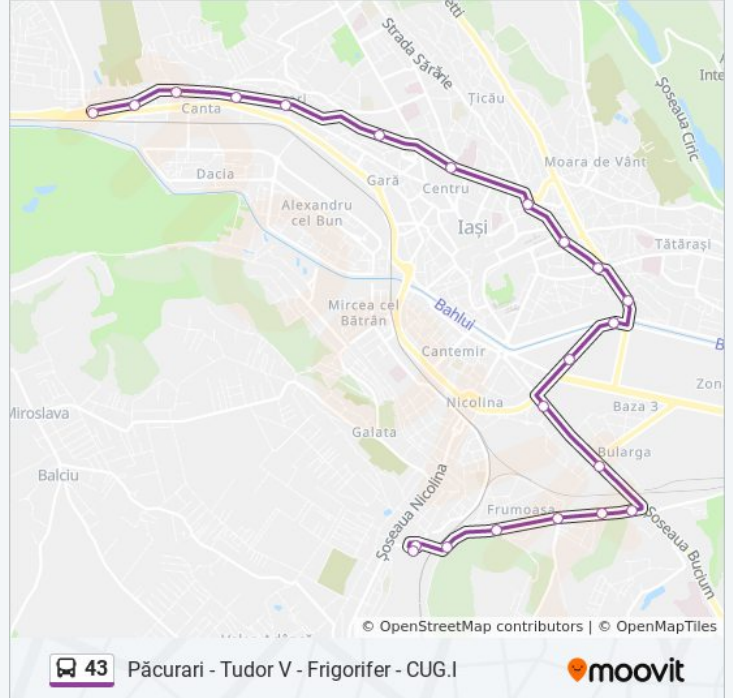 etti
Strada Sărărie
Ținte
Țicău
Șoseaua Ciric
Canta
Moara de Vânt
Dacia
Gară
Centru
Alexandru
cel Bun
Iași
Tătărași
Mircea cel
Bătrân
Bahlui
Cantemir
B
Zon
Nicolina
Baza 3
Miroslava
Galata
Bularga
Balciu
Șoseaua Nicolina
Frumoasa
Șoseaua Bucium
© OpenStreetMap contributors | © OpenMapTiles
43 Păcurari - Tudor V - Frigorifer - CUG.I
moovit